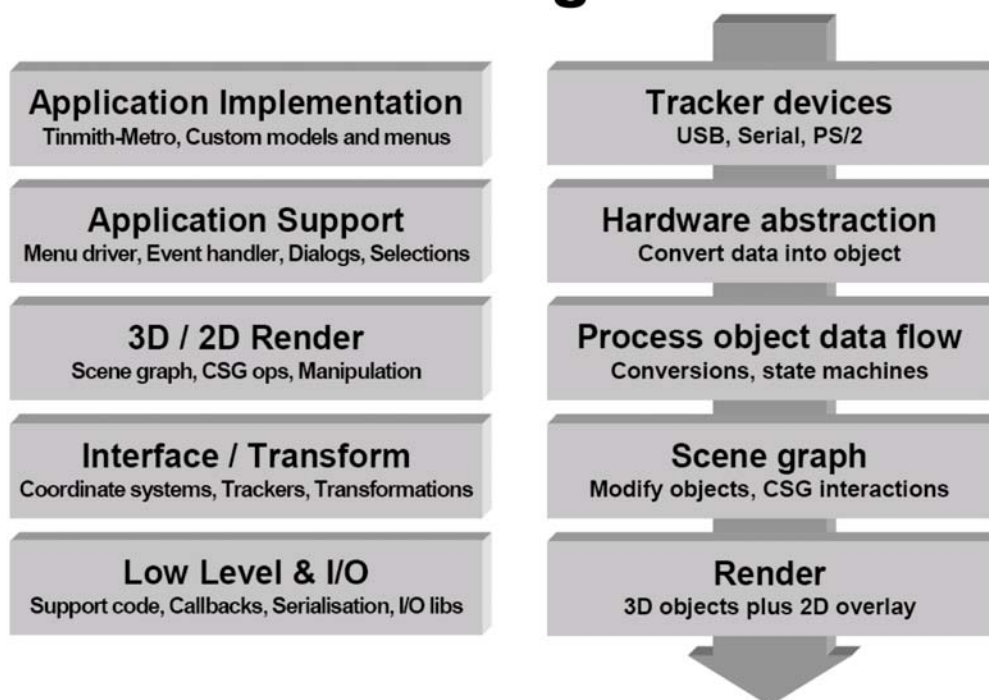 Application Implementation
Tinmith-Metro, Custom models and menus
Application Support
Menu driver, Event handler, Dialogs, Selections
3D / 2D Render
Scene graph, CSG ops, Manipulation
Interface / Transform
Coordinate systems, Trackers, Transformations
Low Level & I/O
Support code, Callbacks, Serialisation, I/O libs
Tracker devices
USB, Serial, PS/2
Hardware abstraction
Convert data into object
Process object data flow
Conversions, state machines
Scene graph
Modify objects, CSG interactions
Render
3D objects plus 2D overlay